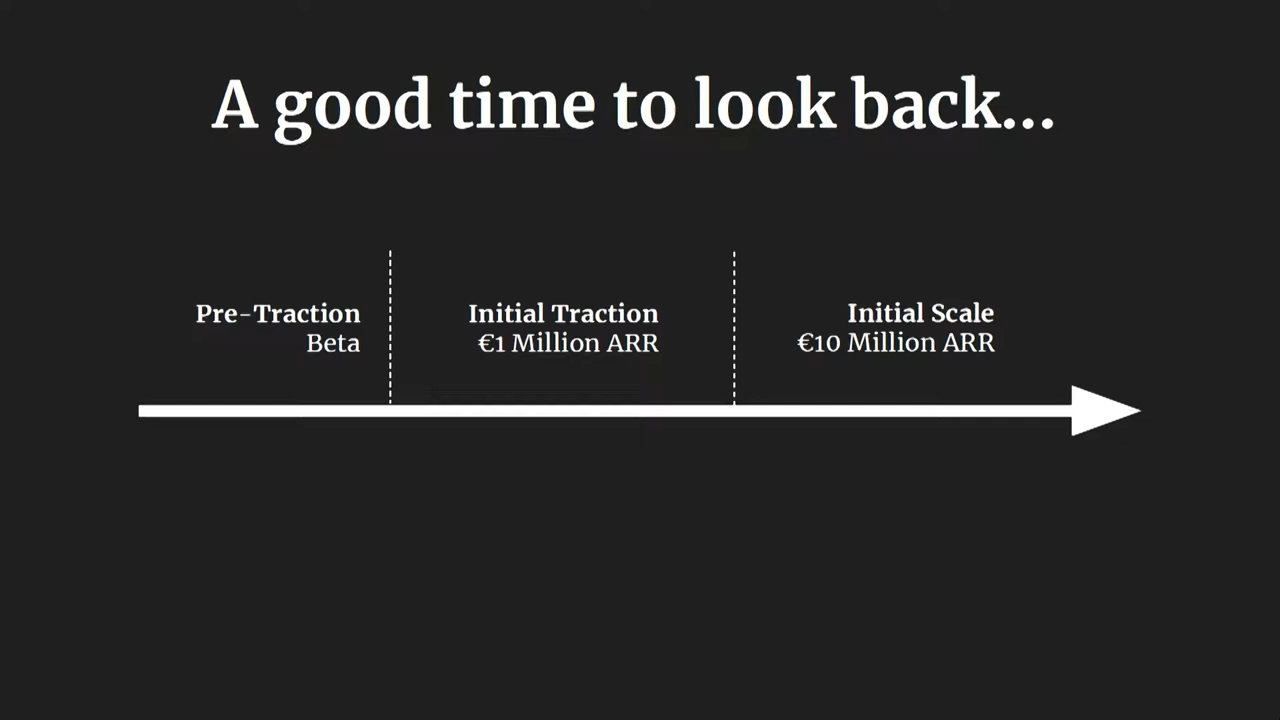 A good time to look back...
Pre-Traction
Beta
Initial Traction
€1 Million ARR
Initial Scale
€10 Million ARR